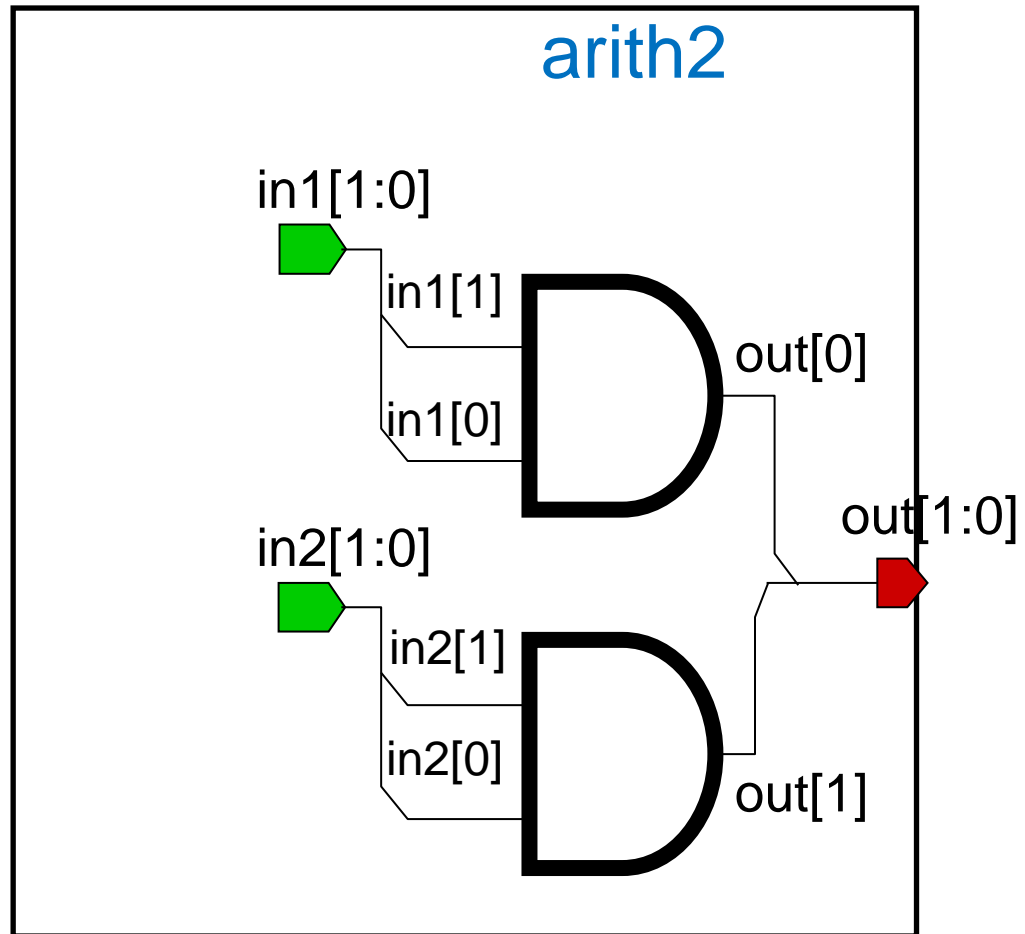 arith2
in1[1:0]
in1[1]
out[0]
in1[0]
out[1:0]
in2[1:0]
in2[1]
in2[0]
out[1]